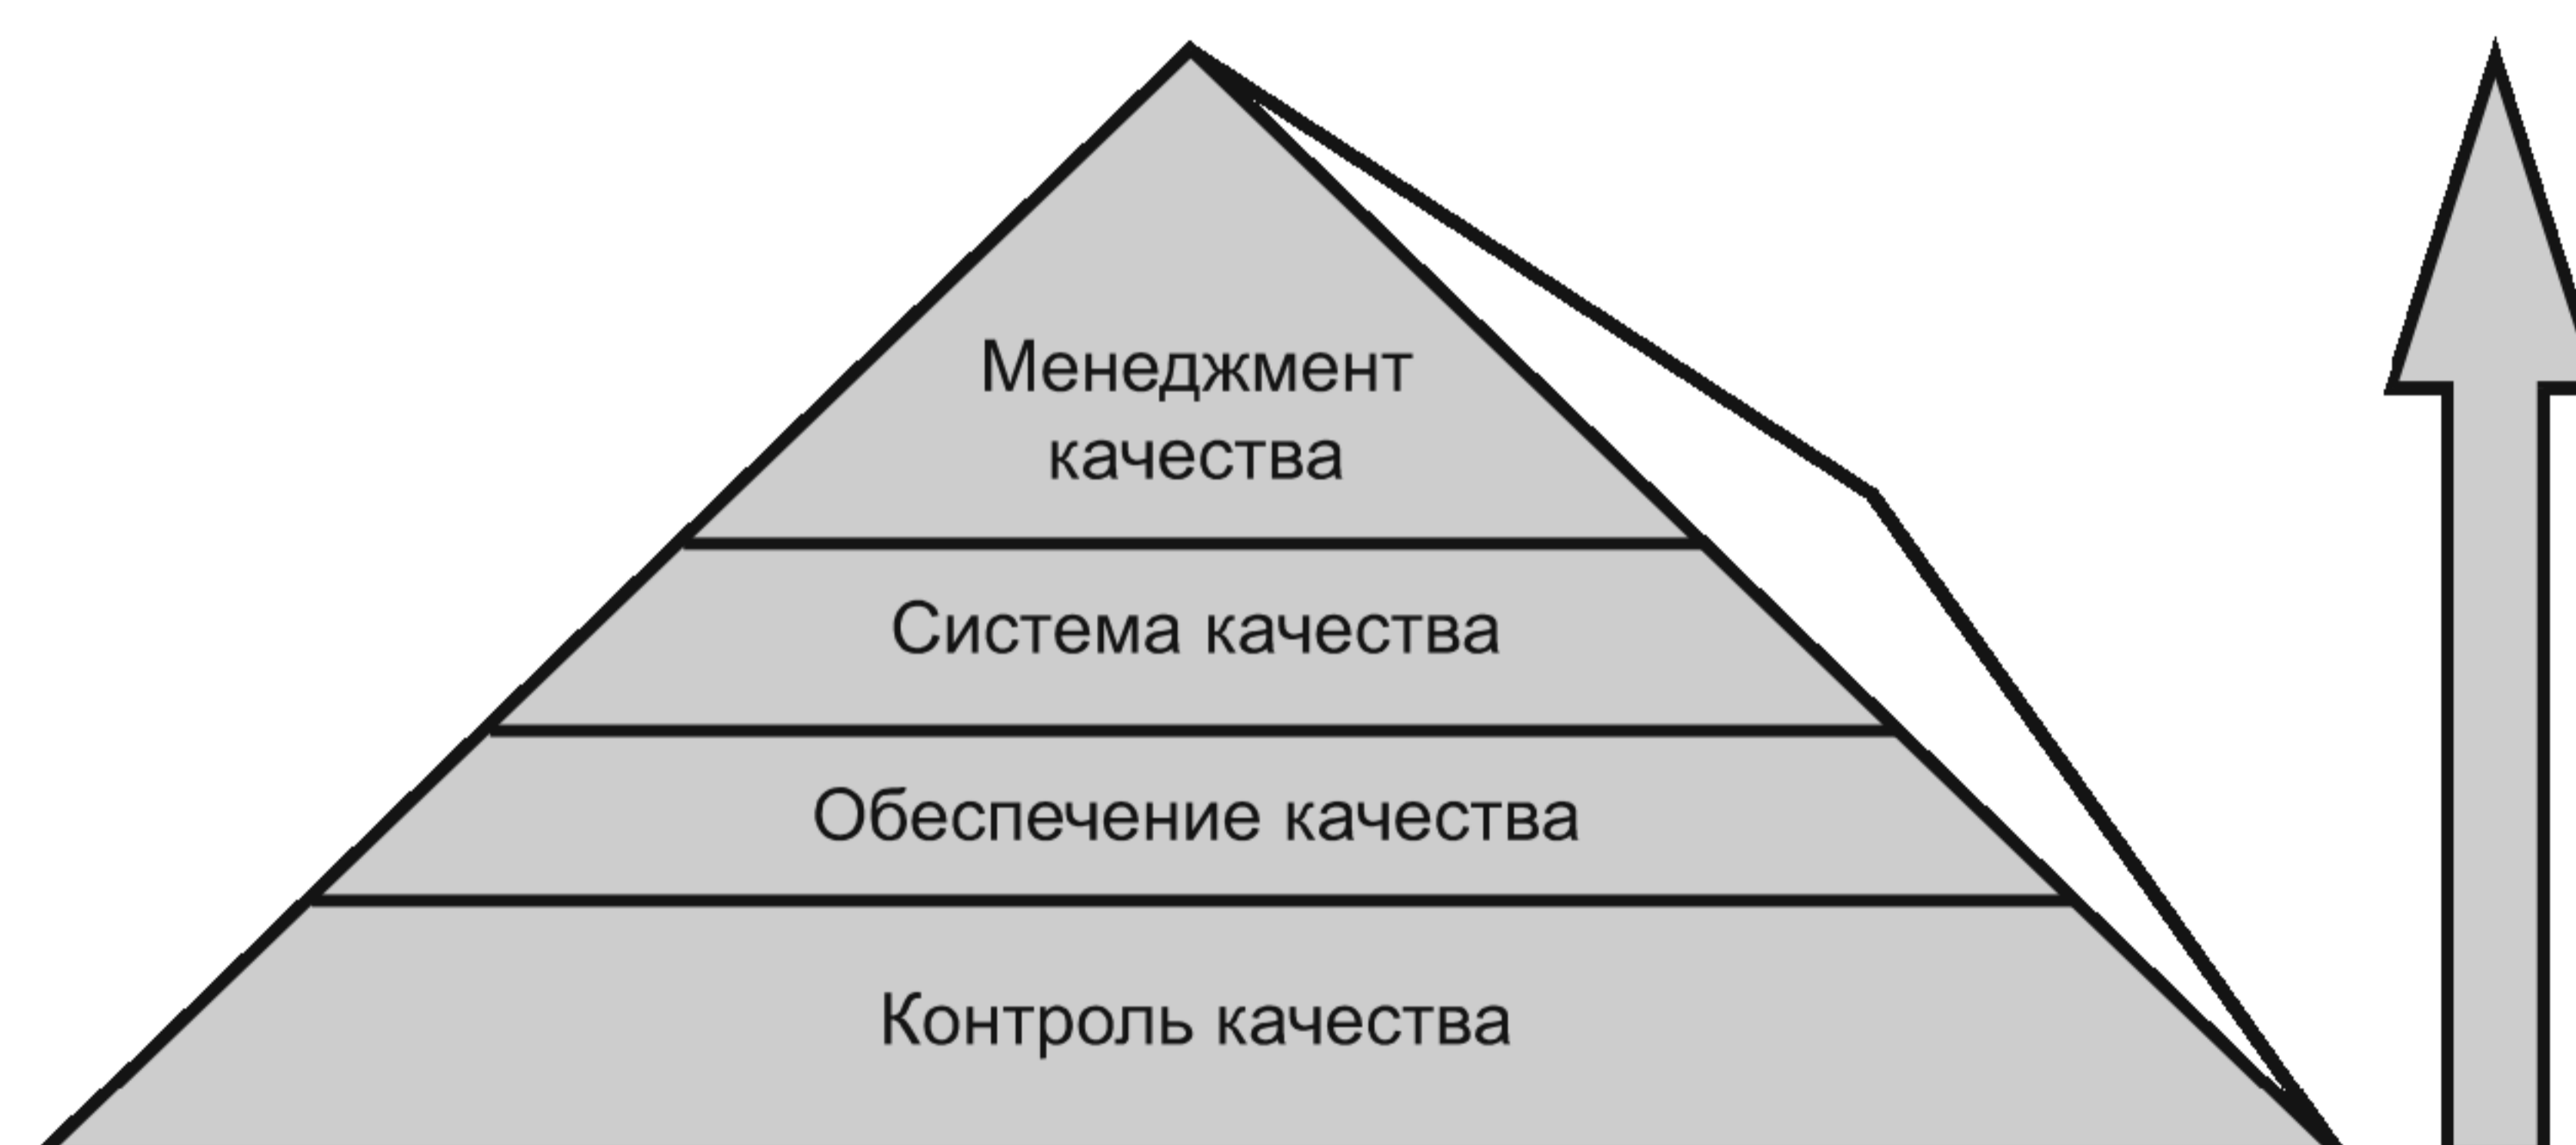 Менеджмент
качества
Система качества
Обеспечение качества
Контроль качества